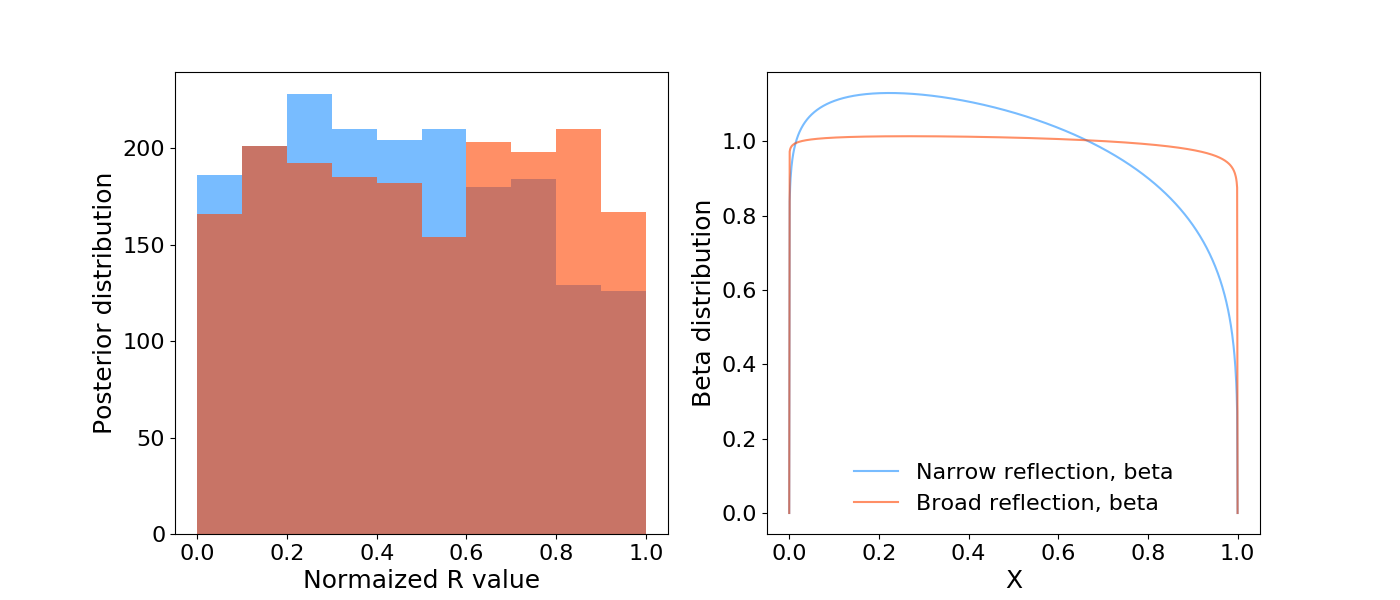 Posterior distribution
200
150
100
50
0
0.0 0.2 0.4 0.6 0.8 1.0
Normaized R value
Beta distribution
1.0
0.8
0.6
0.4
0.2
0.0
Narrow reflection, beta
Broad reflection, beta
0.0 0.2 0.4 0.6 0.8 1.0
X